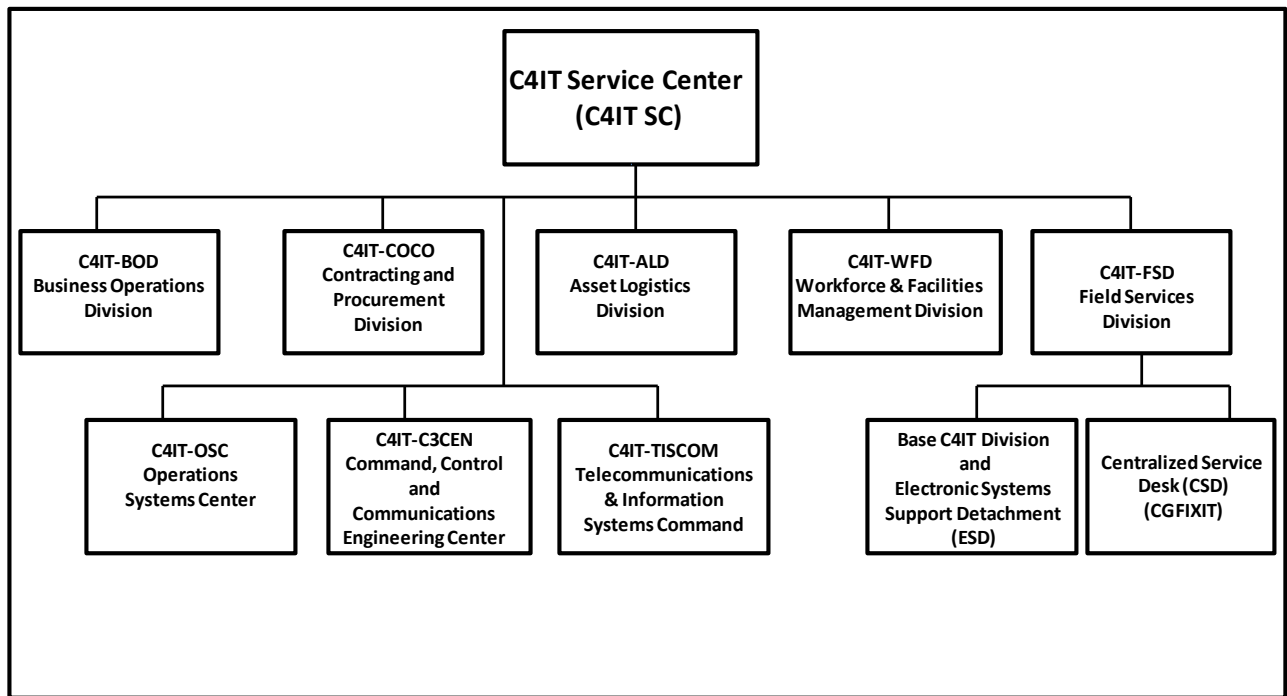 C4IT Service Center
(C4IT SC)
C4IT-BOD
Business Operations
Division
C4IT-COCO
Contracting and
Procurement
Division
C4IT-ALD
Asset Logistics
Division
C4IT-WFD
Workforce & Facilities
Management Division
C4IT-FSD
Field Services
Division
C4IT-OSC
Operations
Systems Center
C4IT-C3CEN
Command, Control
and
Communications
Engineering Center
C4IT-TISCOM
Telecommunications
& Information
Systems Command
Base C4IT Division
and
Electronic Systems
Support Detachment
(ESD)
Centralized Service
Desk (CSD)
(CGFIXIT)